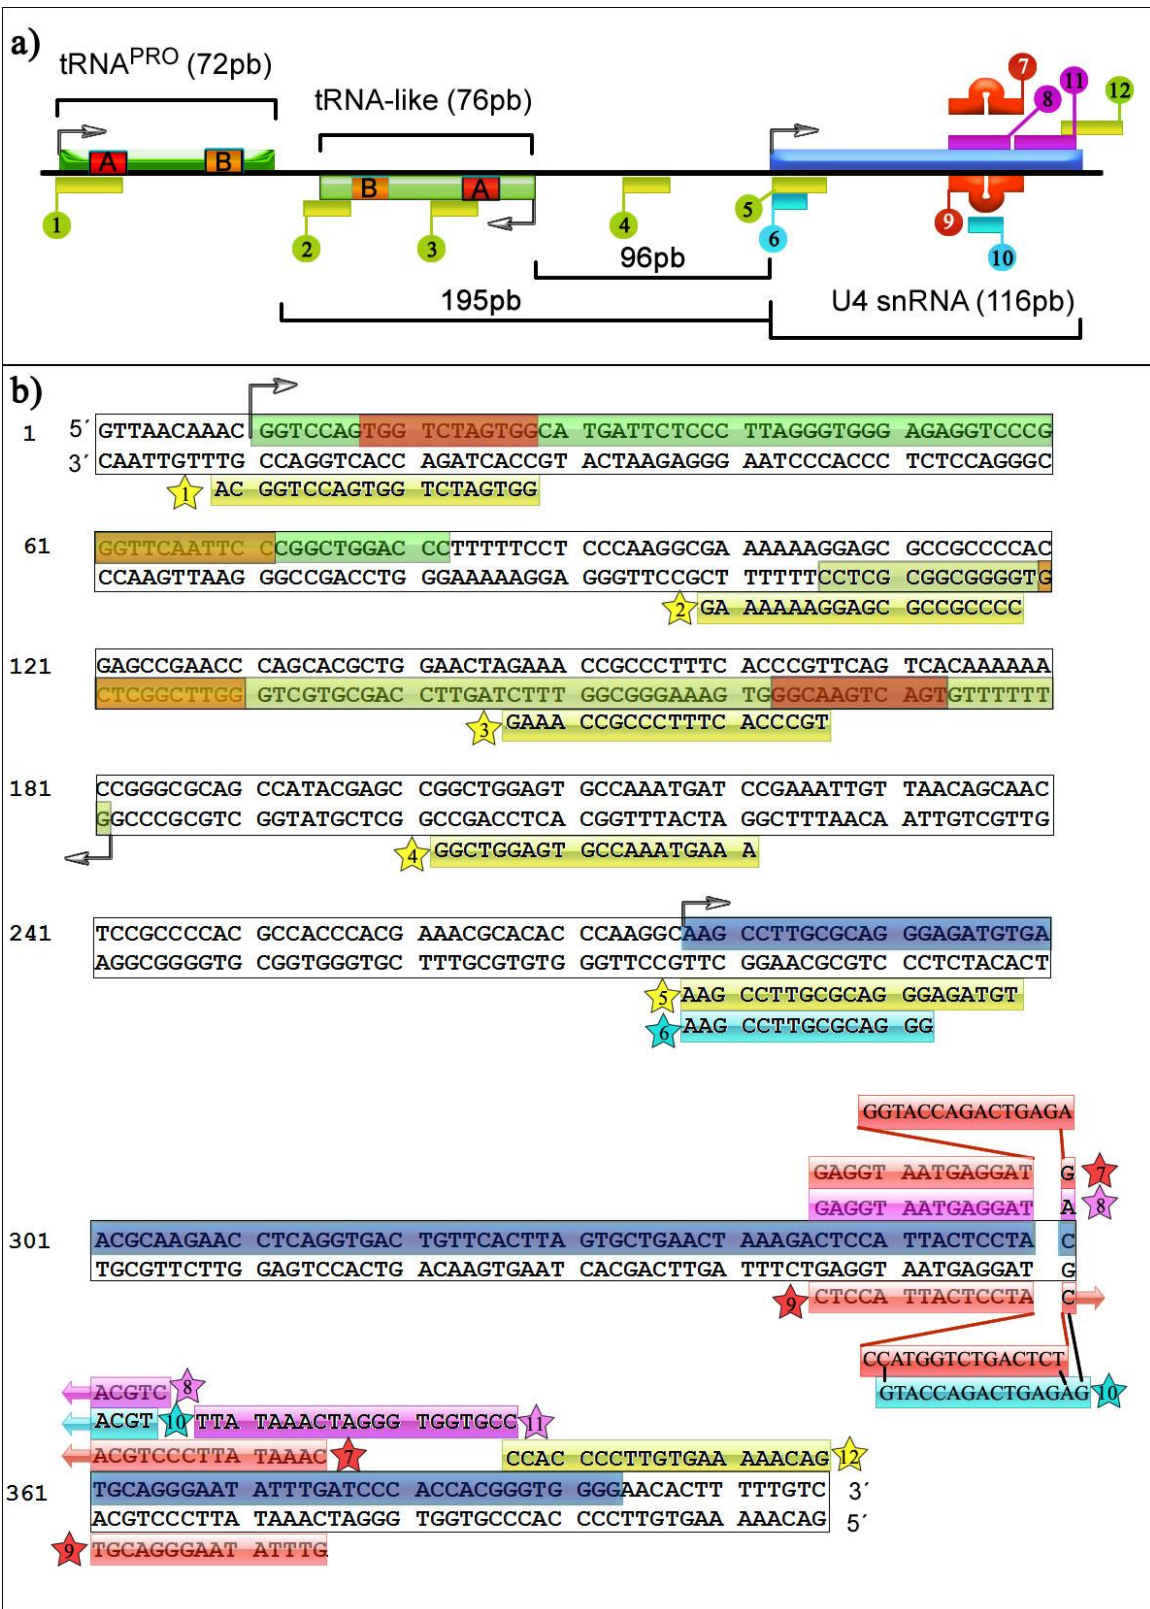 a)
tRNAPRO (72pb)
tRNA-like (76pb)
7
11
8
12
A
B
B
A
1
2
3
4
5
6
9
10
96pb
195pb
U4 snRNA (116pb)
b)
1 5´ GTTAACAAAC GGTCCAGTGG TCTAGTGGCA TGATTCTCCC TTAGGGTGGG AGAGGTCCCG
3´ CAATTGTTTG CCAGGTCACC AGATCACCGT ACTAAGAGGG AATCCCACCC TCTCCAGGGC
1 AC GGTCCAGTGG TCTAGTGG
61 GGTTCAATTCC CCGGCTGGACC CCTTTTTCCT CCCAAGGCGA AAAAAGGAGC GCCGCCCCAC
CCAAGTTAAG GGCCGACCTG GGAAAAAGGA GGGTTCCGCT TTTTTCCTCG CGGCGGGGTG
2 GA AAAAAGGAGC GCCGCCCC
121 GAGCCGAACC CAGCACGCTG GAACTAGAAA CCGCCCTTTC ACCCGTTCAG TCACAAAAAA
CTCGGCTTGG GTCGTGCGAC CTTGATCTTT GGCGGGAAAG TGGGCAAGTC AGTGTTTTTT
3 GAAA CCGCCCTTTC ACCCGT
181 CCGGGCGCAG CCATACGAGC CGGCTGGAGT GCCAAATGAT CCGAAATTGT TAACAGCAAC
GGCCCGCGTC GGTATGCTCG GCCGACCTCA CGGTTTACTAG GCTTTAACA ATTGTCGTTG
4 GGCTGGAGT GCCAAATGAA A
241 TCCGCCCCAC GCCACCCACG AAACGCACAC CCAAGGCAAG CCTTGCGCAG GGAGATGTGA
AGGCGGGGTG CGGTGGGTGC TTTGCGTGTG GGTTCCGTTC GGAACGCGTC CCTCTACACT
5 AAG CCTTGCGCAG GGAGATGT
6 AAG CCTTGCGCAG GG
GGTACCAGACTGAGA
GAGGT AATGAGGAT G 7
GAGGT AATGAGGAT A 8
301 ACGCAAGAAC CTCAGGTGAC TGTTCACTTA GTGCTGAACT AAAGACTCCA TTACTCCTA C
TGCGTTCTTG GAGTCCACTG ACAAGTGAAT CACGACTTGA TTTCTGAGGT AATGAGGAT G
9 CTCCA TTACTCCTA C
CCATGGTCTGACTCT
GTACCAGACTGAGAG 10
ACGTC 8
ACGT 10 TTA TAAACTAGGG TGGTGCC 11
ACGTCCCTTA TAAAC 7 CCAC CCCTTGTGAA AAACAG 12
361 TGCAGGGAAT ATTTGATCCC ACCACGGGTG GGGAACACTT TTTGTC 3´
ACGTCCCTTA TAAACTAGGG TGGTGCCCAC CCCTTGTGAA AAACAG 5´
9 TGCAGGGAAT ATTTG